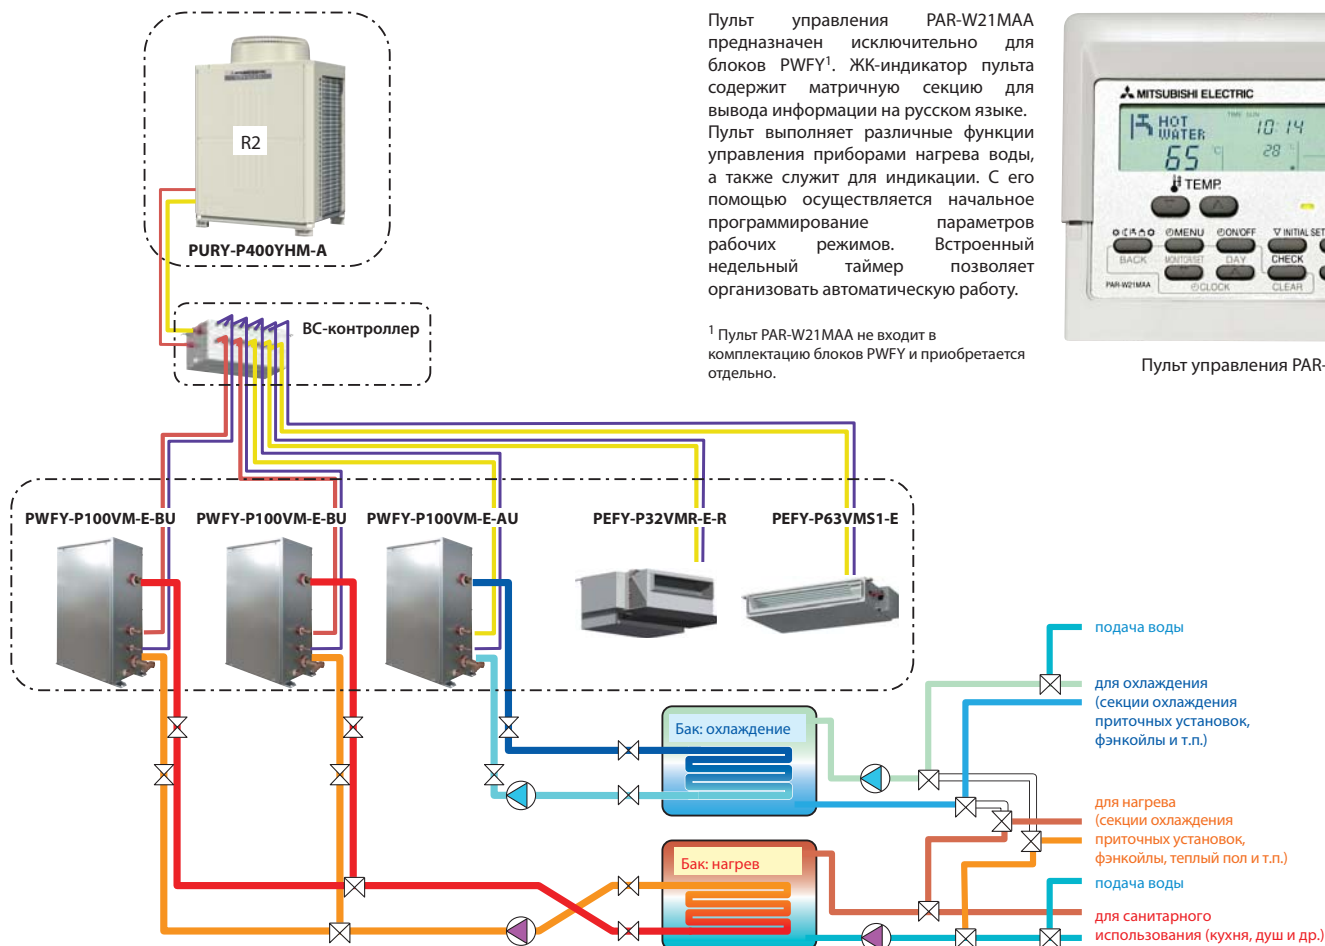 Пульт управления PAR-W21MAA
предназначен исключительно для
блоков PWFY¹. ЖК-индикатор пульта
содержит матричную секцию для
вывода информации на русском языке.
Пульт выполняет различные функции
управления приборами нагрева воды,
а также служит для индикации. С его
помощью осуществляется начальное
программирование параметров
рабочих режимов. Встроенный
недельный таймер позволяет
организовать автоматическую работу.
¹ Пульт PAR-W21MAA не входит в
комплектацию блоков PWFY и приобретается
отдельно.
MITSUBISHI ELECTRIC
HOT
WATER
10:14
65 °C
28 °C
TEMP.
MENU ON/OFF INITIAL SET
BACK MONITOR/SET DAY CHECK
PAR-W21MAA CLOCK CLEAR
Пульт управления PAR-
R2
PURY-P400YHM-A
ВС-контроллер
PWFY-P100VM-E-BU
PWFY-P100VM-E-BU
PWFY-P100VM-E-AU
PEFY-P32VMR-E-R
PEFY-P63VMS1-E
Бак: охлаждение
Бак: нагрев
подача воды
для охлаждения
(секции охлаждения
приточных установок,
фэнкойлы и т.п.)
для нагрева
(секции охлаждения
приточных установок,
фэнкойлы, теплый пол и т.п.)
подача воды
для санитарного
использования (кухня, душ и др.)